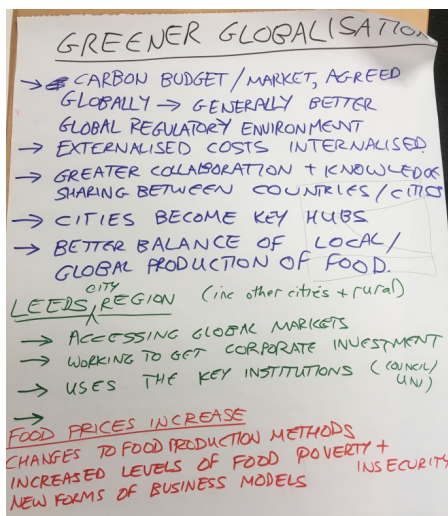 GREENER GLOBALISATION
→ CARBON BUDGET/MARKET, AGREED
GLOBALLY → GENERALLY BETTER
GLOBAL REGULATORY ENVIRONMENT
→ EXTERNALISED COSTS INTERNALISED.
→ GREATER COLLABORATION + KNOWLEDGE
SHARING BETWEEN COUNTRIES/CITIES
→ CITIES BECOME KEY HUBS.
→ BETTER BALANCE OF LOCAL/
GLOBAL PRODUCTION OF FOOD.
LEEDS CITY REGION (inc other cities + rural)
→ ACCESSING GLOBAL MARKETS
→ WORKING TO GET CORPORATE INVESTMENT
→ USES THE KEY INSTITUTIONS (COUNCIL/
UNI)
→
FOOD PRICES INCREASE
CHANGES TO FOOD PRODUCTION METHODS
INCREASED LEVELS OF FOOD POVERTY + INSECURITY
NEW FORMS OF BUSINESS MODELS